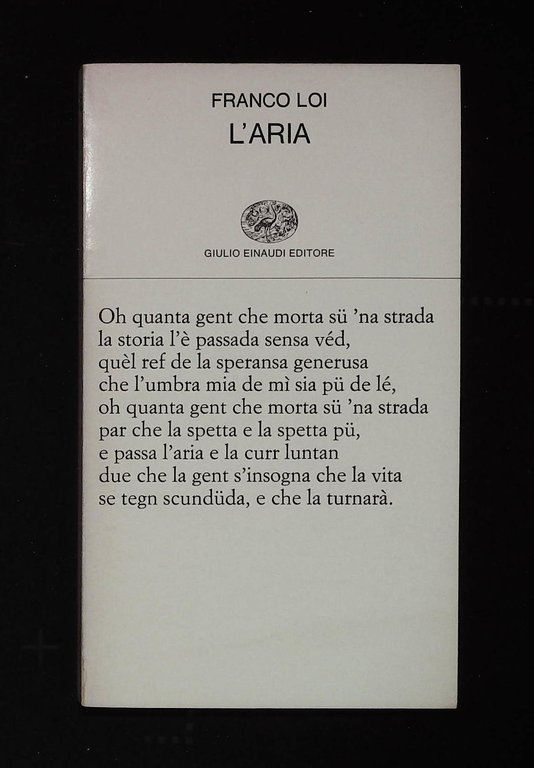 FRANCO LOI
L'ARIA
GIULIO EINAUDI EDITORE
Oh quanta gent che morta sü 'na strada
la storia l'è passada sensa véd,
quèl ref de la speransa generusa
che l'umbra mia de mì sia pü de lé,
oh quanta gent che morta sü 'na strada
par che la spetta e la spetta pü,
e passa l'aria e la curr luntan
due che la gent s'insogna che la vita
se tegn scundüda, e che la turnarà.